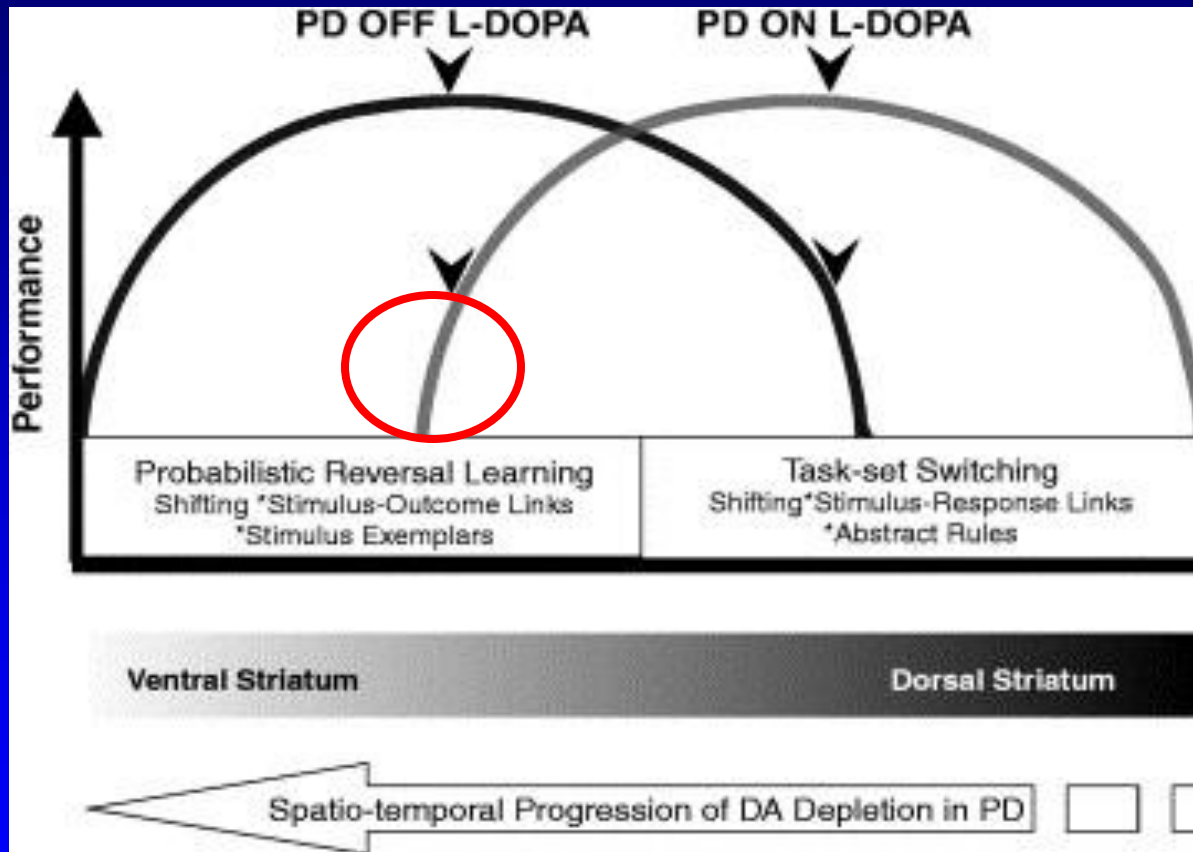 PD OFF L-DOPA
PD ON L-DOPA
Performance
Probabilistic Reversal Learning
Shifting *Stimulus-Outcome Links
*Stimulus Exemplars
Task-set Switching
Shifting*Stimulus-Response Links
*Abstract Rules
Ventral Striatum
Dorsal Striatum
Spatio-temporal Progression of DA Depletion in PD